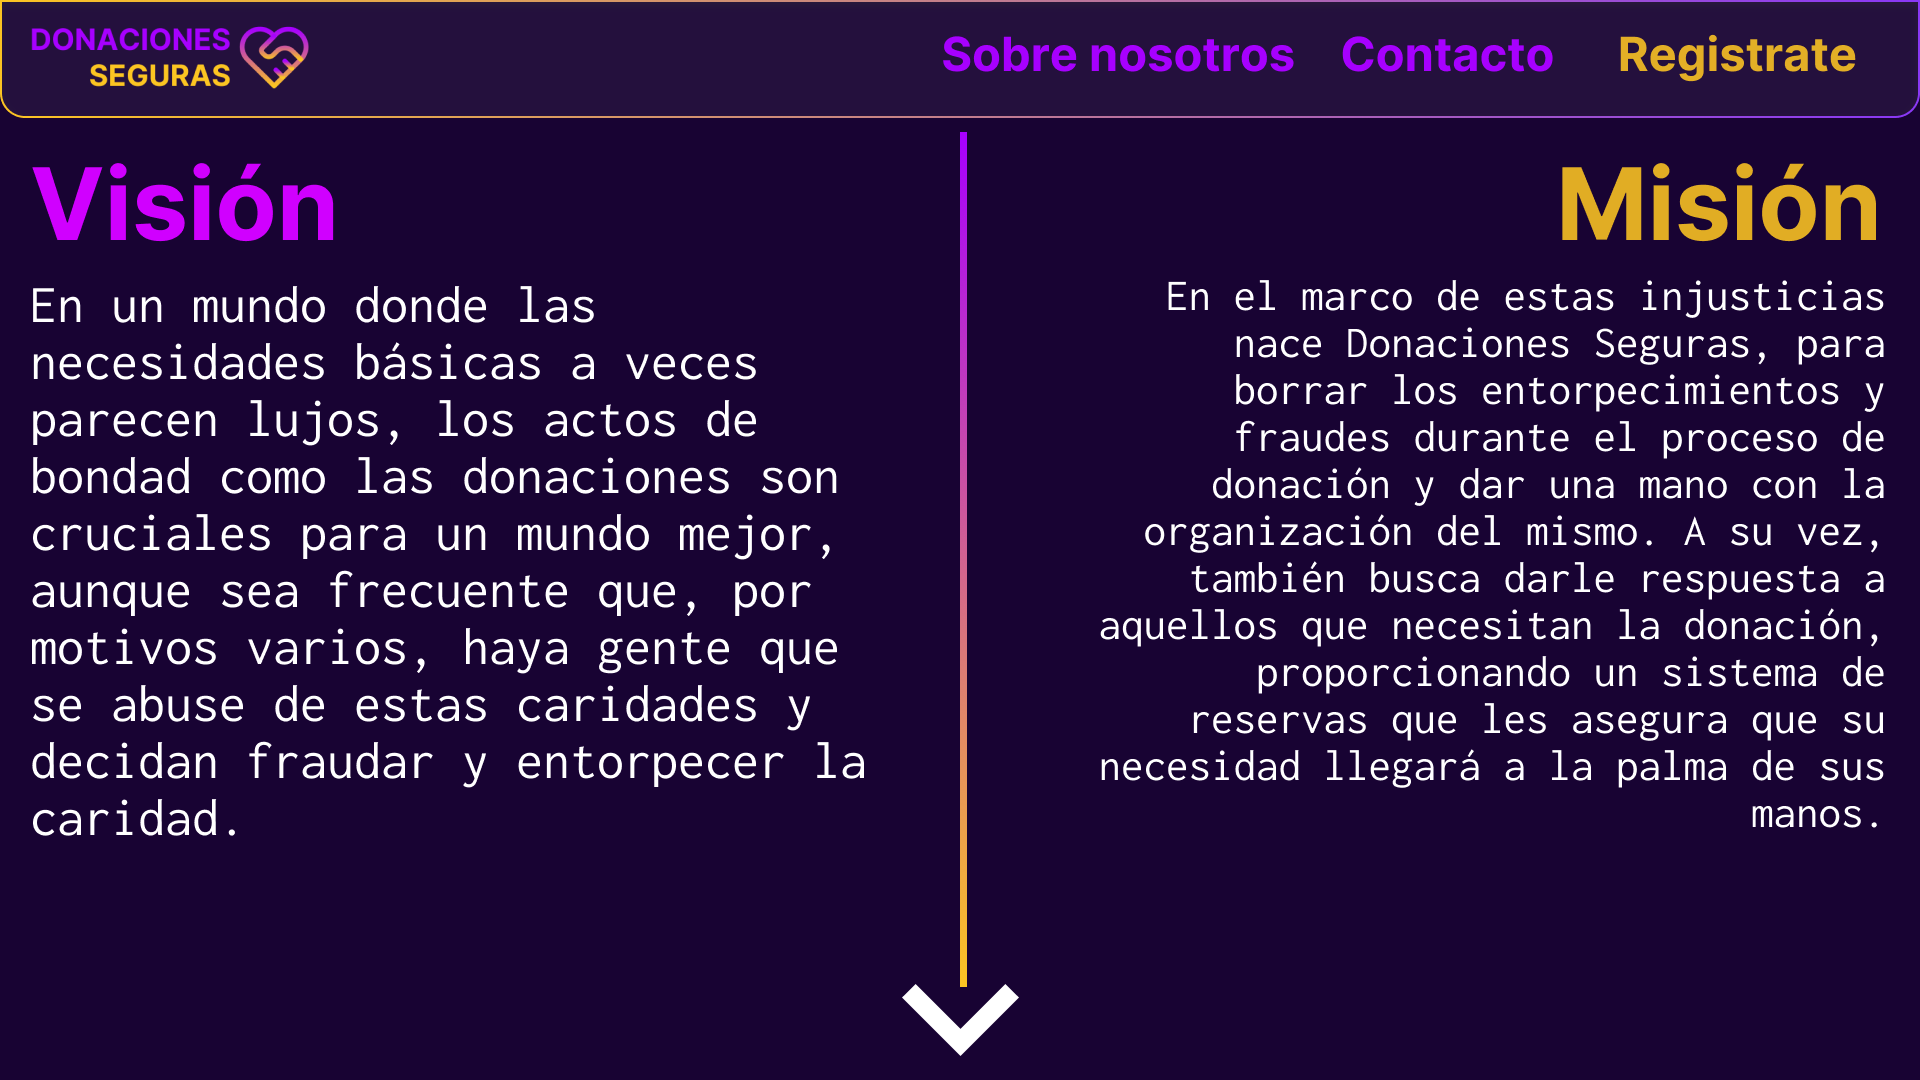 DONACIONES
SEGURAS
Sobre nosotros
Contacto
Registrate
Visión
En un mundo donde las
necesidades básicas a veces
parecen lujos, los actos de
bondad como las donaciones son
cruciales para un mundo mejor,
aunque sea frecuente que, por
motivos varios, haya gente que
se abuse de estas caridades y
decidan fraudar y entorpecer la
caridad.
Misión
En el marco de estas injusticias
nace Donaciones Seguras, para
borrar los entorpecimientos y
fraudes durante el proceso de
donación y dar una mano con la
organización del mismo. A su vez,
también busca darle respuesta a
aquellos que necesitan la donación,
proporcionando un sistema de
reservas que les asegura que su
necesidad llegará a la palma de sus
manos.